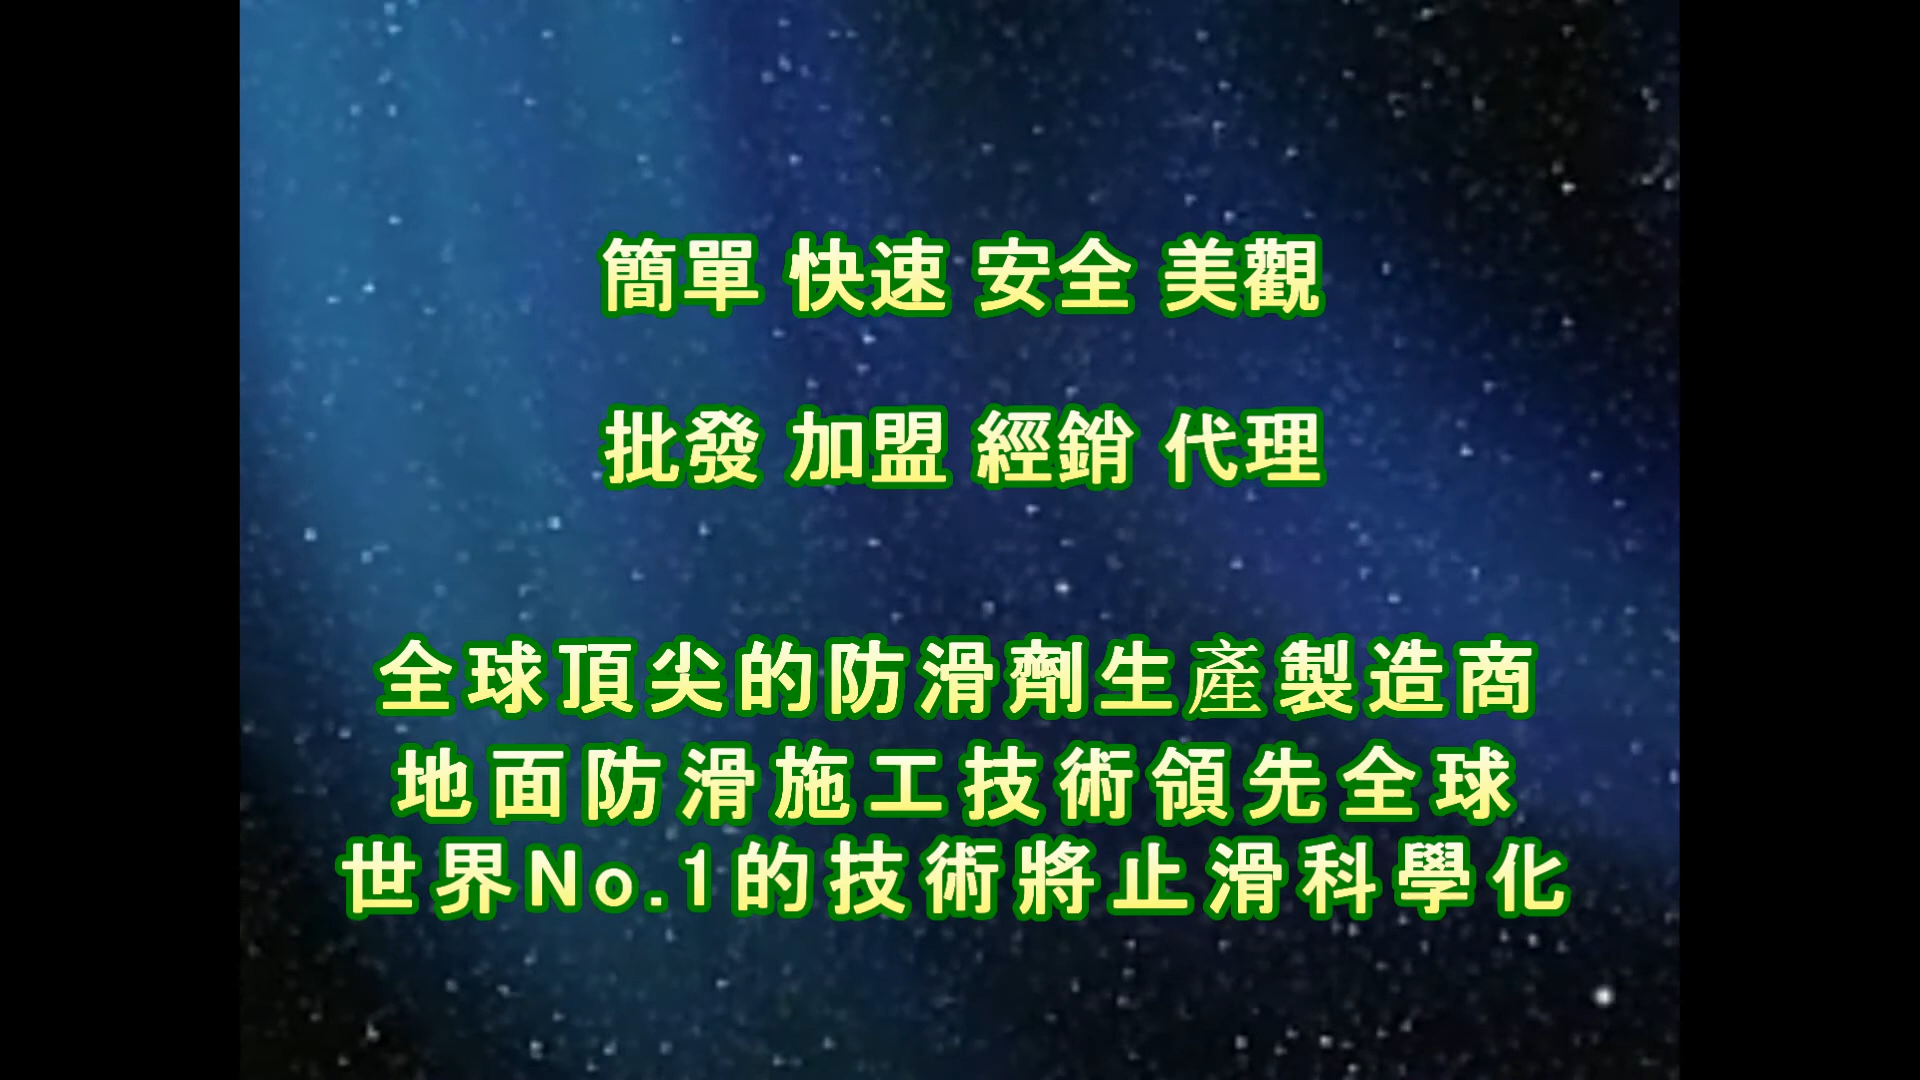 簡單 快速 安全 美觀
批發 加盟 經銷 代理
全球頂尖的防滑劑生產製造商
地面防滑施工技術領先全球
世界No.1的技術將止滑科學化